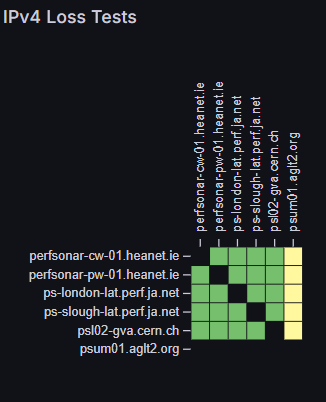 IPv4 Loss Tests
perfsonar-cw-01.heanet.ie
perfsonar-pw-01.heanet.ie
ps-london-lat.perf.ja.net
ps-slough-lat.perf.ja.net
psl02-gva.cern.ch
psum01.aglt2.org
perfsonar-cw-01.heanet.ie
perfsonar-pw-01.heanet.ie
ps-london-lat.perf.ja.net
ps-slough-lat.perf.ja.net
psl02-gva.cern.ch
psum01.aglt2.org